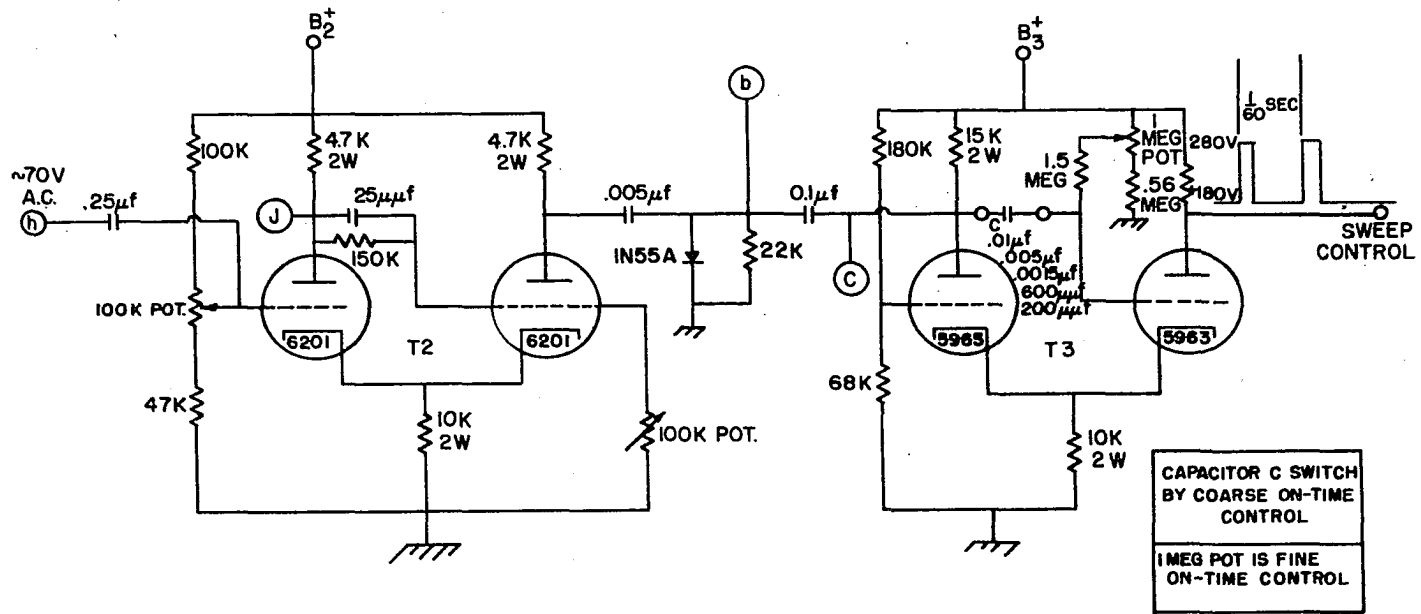 B2+
100K
4.7K
2W
4.7K
2W
~70V
A.C.
h
.25μf
J
25μμf
150K
100K POT.
6201
T2
6201
47K
10K
2W
100K POT.
.005μf
IN55A
b
22K
0.1μf
C
B3+
180K
15K
2W
1.5
MEG
1
MEG
POT
.56
MEG
C
.01μf
.005μf
.0015μf
600μμf
200μμf
5965
T3
5963
68K
10K
2W
1/60 SEC
280V
180V
SWEEP
CONTROL
CAPACITOR C SWITCH
BY COARSE ON-TIME
CONTROL
1 MEG POT IS FINE
ON-TIME CONTROL